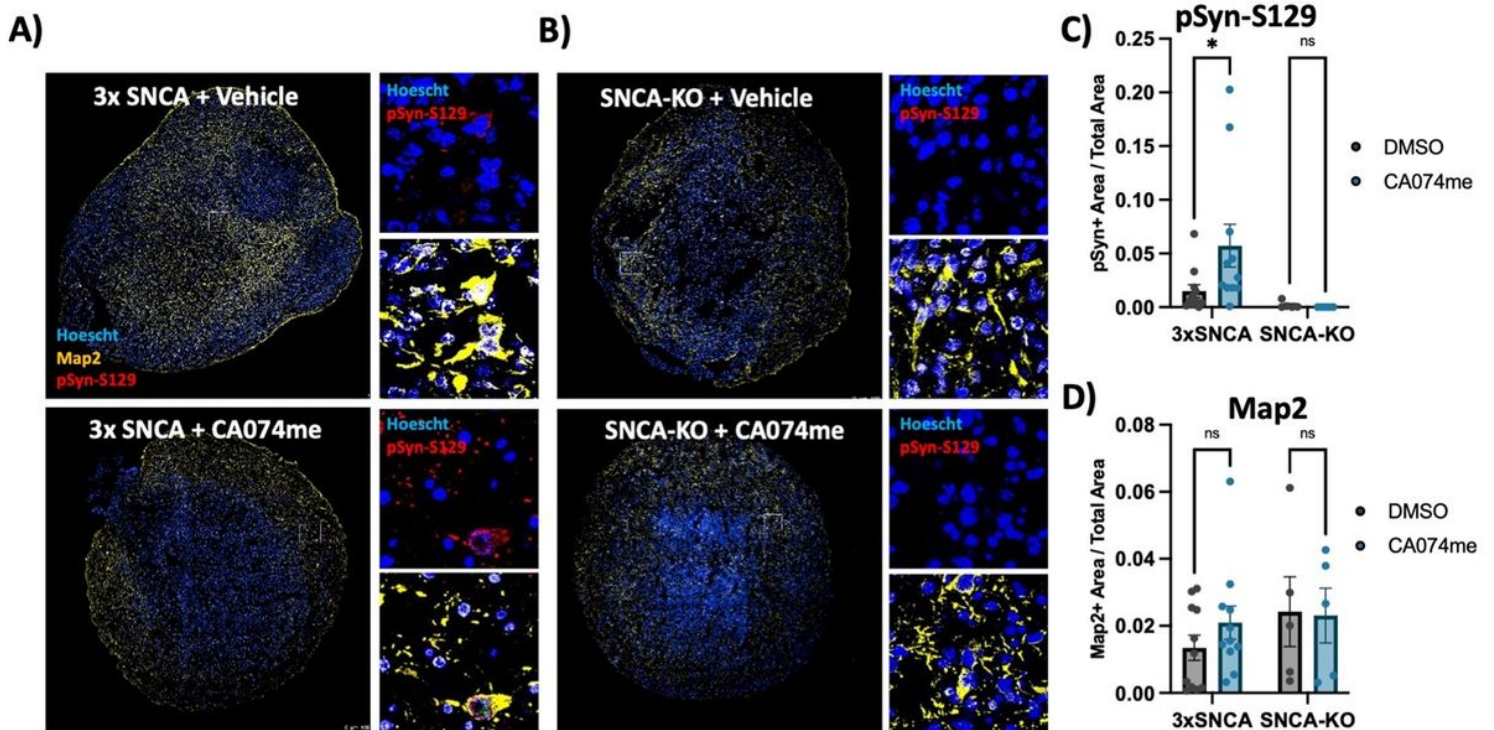 A)
3x SNCA + Vehicle
Hoescht
Map2
pSyn-S129
Hoescht
pSyn-S129
3x SNCA + CA074me
Hoescht
pSyn-S129
B)
SNCA-KO + Vehicle
Hoescht
pSyn-S129
SNCA-KO + CA074me
Hoescht
pSyn-S129
C)
pSyn-S129
pSyn+ Area / Total Area
0.25
0.20
0.15
0.10
0.05
0.00
*
ns
3xSNCA SNCA-KO
DMSO
CA074me
D)
Map2
Map2+ Area / Total Area
0.08
0.06
0.04
0.02
0.00
ns
ns
3xSNCA SNCA-KO
DMSO
CA074me